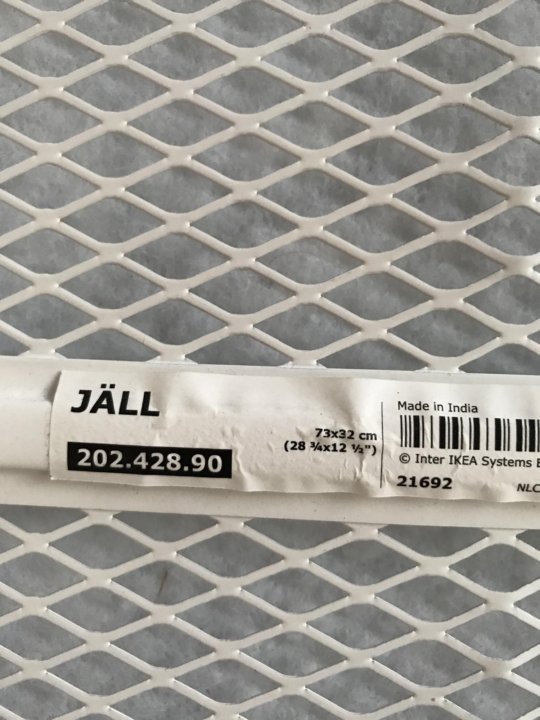 JÄLL
202.428.90
73x32 cm
(28 ¾x12 ½")
Made in India
© Inter IKEA Systems
21692